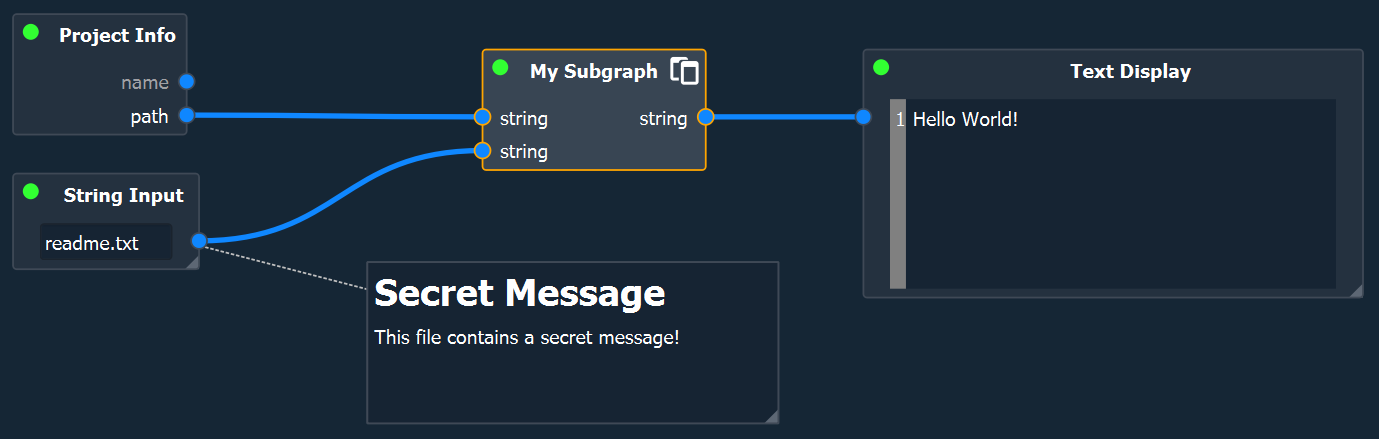 Project Info
name
path
String Input
readme.txt
My Subgraph
string string
string
Secret Message
This file contains a secret message!
Text Display
1 Hello World!